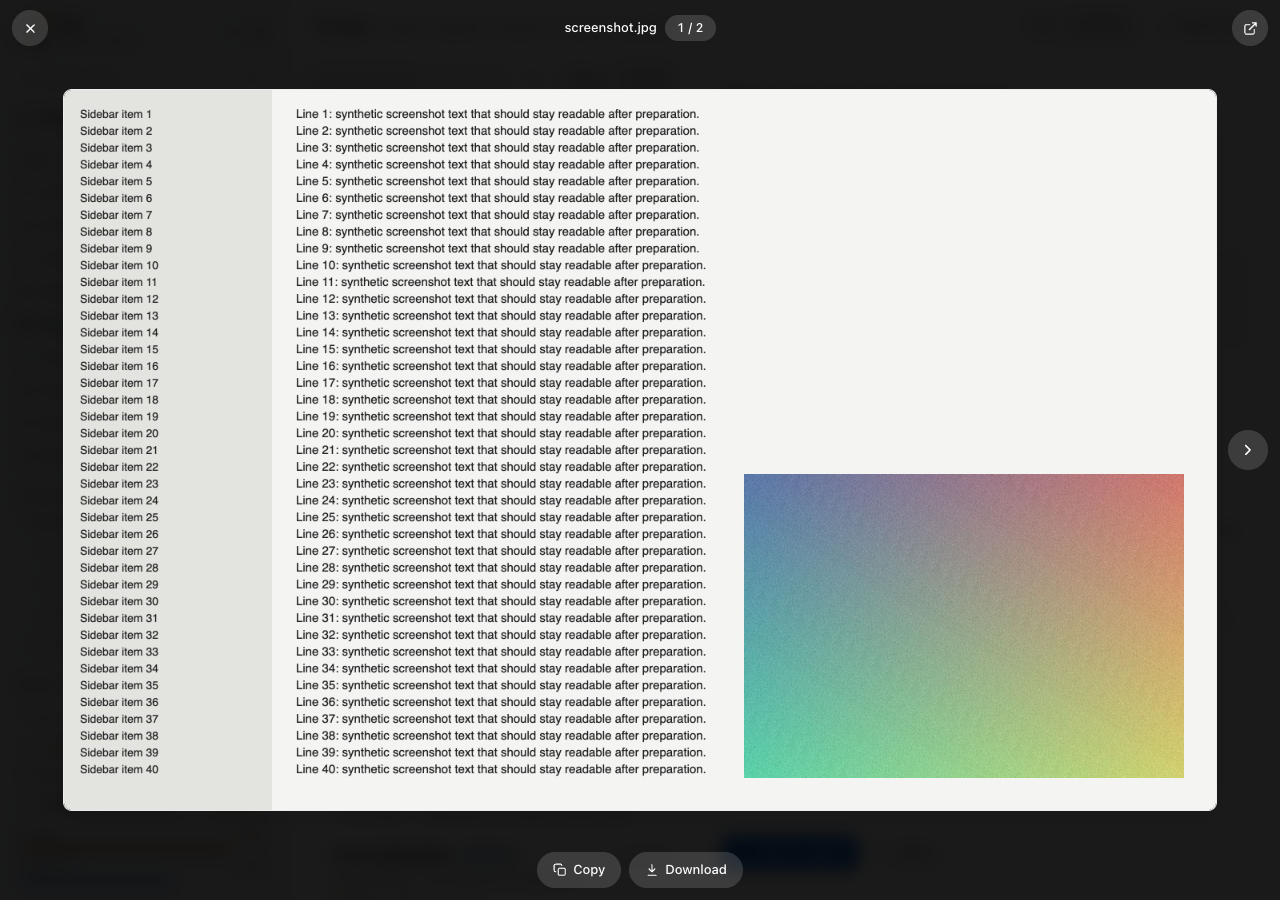 screenshot.jpg 1 / 2
Sidebar item 1
Sidebar item 2
Sidebar item 3
Sidebar item 4
Sidebar item 5
Sidebar item 6
Sidebar item 7
Sidebar item 8
Sidebar item 9
Sidebar item 10
Sidebar item 11
Sidebar item 12
Sidebar item 13
Sidebar item 14
Sidebar item 15
Sidebar item 16
Sidebar item 17
Sidebar item 18
Sidebar item 19
Sidebar item 20
Sidebar item 21
Sidebar item 22
Sidebar item 23
Sidebar item 24
Sidebar item 25
Sidebar item 26
Sidebar item 27
Sidebar item 28
Sidebar item 29
Sidebar item 30
Sidebar item 31
Sidebar item 32
Sidebar item 33
Sidebar item 34
Sidebar item 35
Sidebar item 36
Sidebar item 37
Sidebar item 38
Sidebar item 39
Sidebar item 40
Line 1: synthetic screenshot text that should stay readable after preparation.
Line 2: synthetic screenshot text that should stay readable after preparation.
Line 3: synthetic screenshot text that should stay readable after preparation.
Line 4: synthetic screenshot text that should stay readable after preparation.
Line 5: synthetic screenshot text that should stay readable after preparation.
Line 6: synthetic screenshot text that should stay readable after preparation.
Line 7: synthetic screenshot text that should stay readable after preparation.
Line 8: synthetic screenshot text that should stay readable after preparation.
Line 9: synthetic screenshot text that should stay readable after preparation.
Line 10: synthetic screenshot text that should stay readable after preparation.
Line 11: synthetic screenshot text that should stay readable after preparation.
Line 12: synthetic screenshot text that should stay readable after preparation.
Line 13: synthetic screenshot text that should stay readable after preparation.
Line 14: synthetic screenshot text that should stay readable after preparation.
Line 15: synthetic screenshot text that should stay readable after preparation.
Line 16: synthetic screenshot text that should stay readable after preparation.
Line 17: synthetic screenshot text that should stay readable after preparation.
Line 18: synthetic screenshot text that should stay readable after preparation.
Line 19: synthetic screenshot text that should stay readable after preparation.
Line 20: synthetic screenshot text that should stay readable after preparation.
Line 21: synthetic screenshot text that should stay readable after preparation.
Line 22: synthetic screenshot text that should stay readable after preparation.
Line 23: synthetic screenshot text that should stay readable after preparation.
Line 24: synthetic screenshot text that should stay readable after preparation.
Line 25: synthetic screenshot text that should stay readable after preparation.
Line 26: synthetic screenshot text that should stay readable after preparation.
Line 27: synthetic screenshot text that should stay readable after preparation.
Line 28: synthetic screenshot text that should stay readable after preparation.
Line 29: synthetic screenshot text that should stay readable after preparation.
Line 30: synthetic screenshot text that should stay readable after preparation.
Line 31: synthetic screenshot text that should stay readable after preparation.
Line 32: synthetic screenshot text that should stay readable after preparation.
Line 33: synthetic screenshot text that should stay readable after preparation.
Line 34: synthetic screenshot text that should stay readable after preparation.
Line 35: synthetic screenshot text that should stay readable after preparation.
Line 36: synthetic screenshot text that should stay readable after preparation.
Line 37: synthetic screenshot text that should stay readable after preparation.
Line 38: synthetic screenshot text that should stay readable after preparation.
Line 39: synthetic screenshot text that should stay readable after preparation.
Line 40: synthetic screenshot text that should stay readable after preparation.
Copy Download